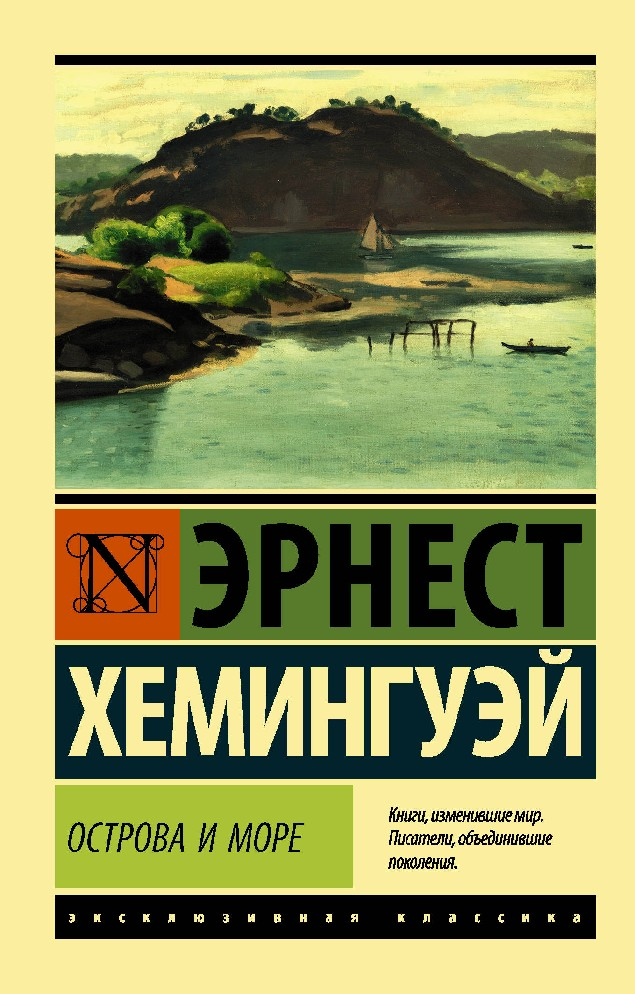 N
ЭРНЕСТ
ХЕМИНГУЭЙ
ОСТРОВА И МОРЕ
Книги, изменившие мир.
Писатели, объединившие
поколения.
эксклюзивная классика